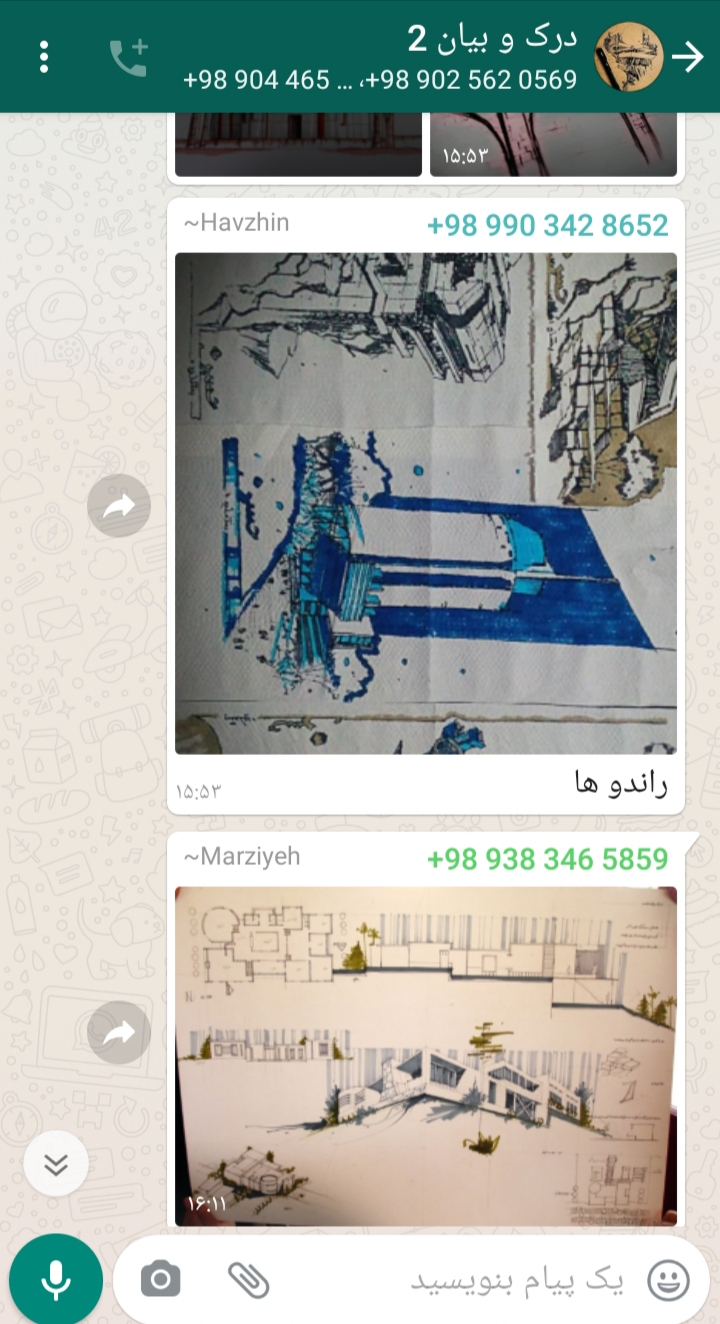 درک و بیان 2
+98 904 465 ... ،+98 902 562 0569
۱۵:۵۳
~Havzhin
+98 990 342 8652
راندو ها
۱۵:۵۳
~Marziyeh
+98 938 346 5859
N
۱۶:۱۱
یک پیام بنویسید